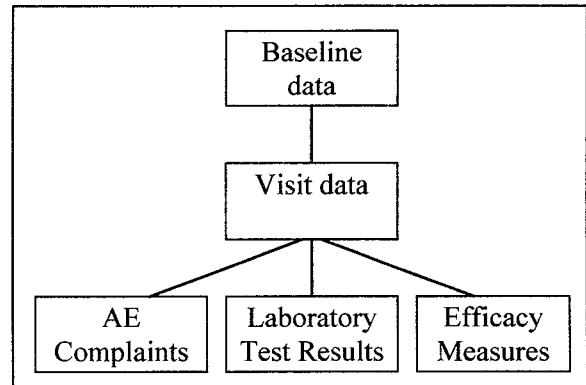 Baseline
data
Visit data
AE
Complaints
Laboratory
Test Results
Efficacy
Measures